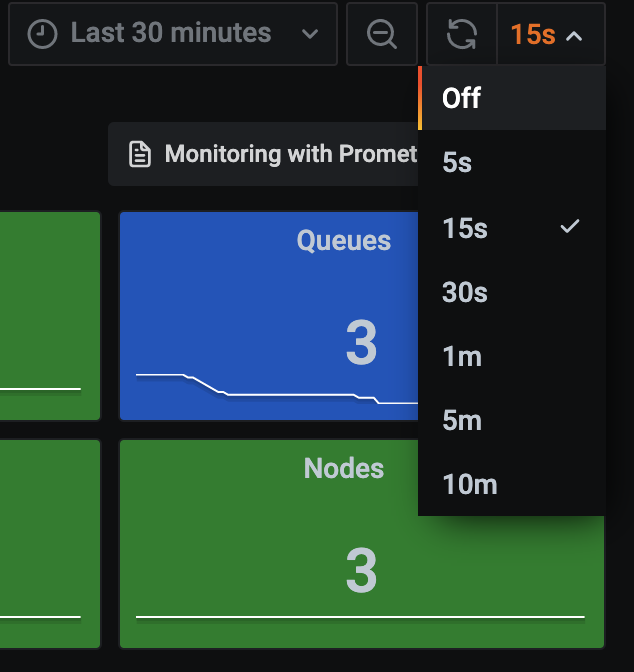 Last 30 minutes
15s
Off
Monitoring with Promet
5s
15s
Queues
30s
3
1m
5m
Nodes
10m
3